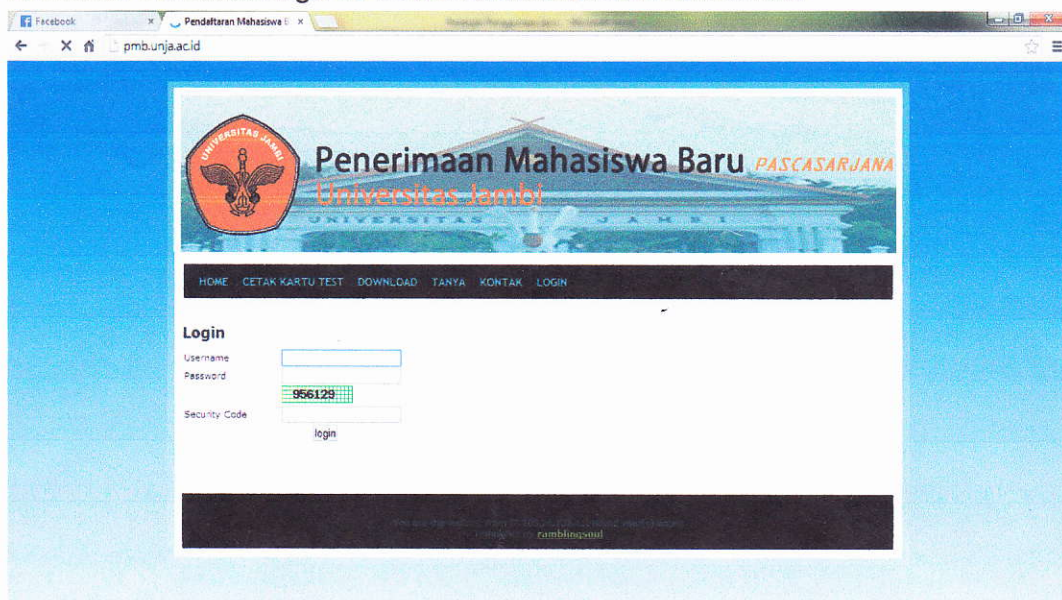 Facebook
Pendaftaran Mahasiswa
pmb.unja.ac.id
UNIVERSITAS JAMBI
Penerimaan Mahasiswa Baru PASCASARJANA
Universitas Jambi
UNIVERSITAS JAMBI
HOME CETAK KARTU TEST DOWNLOAD TANYA KONTAK LOGIN
Login
Username
Password
956129
Security Code
login
ramblingsoul